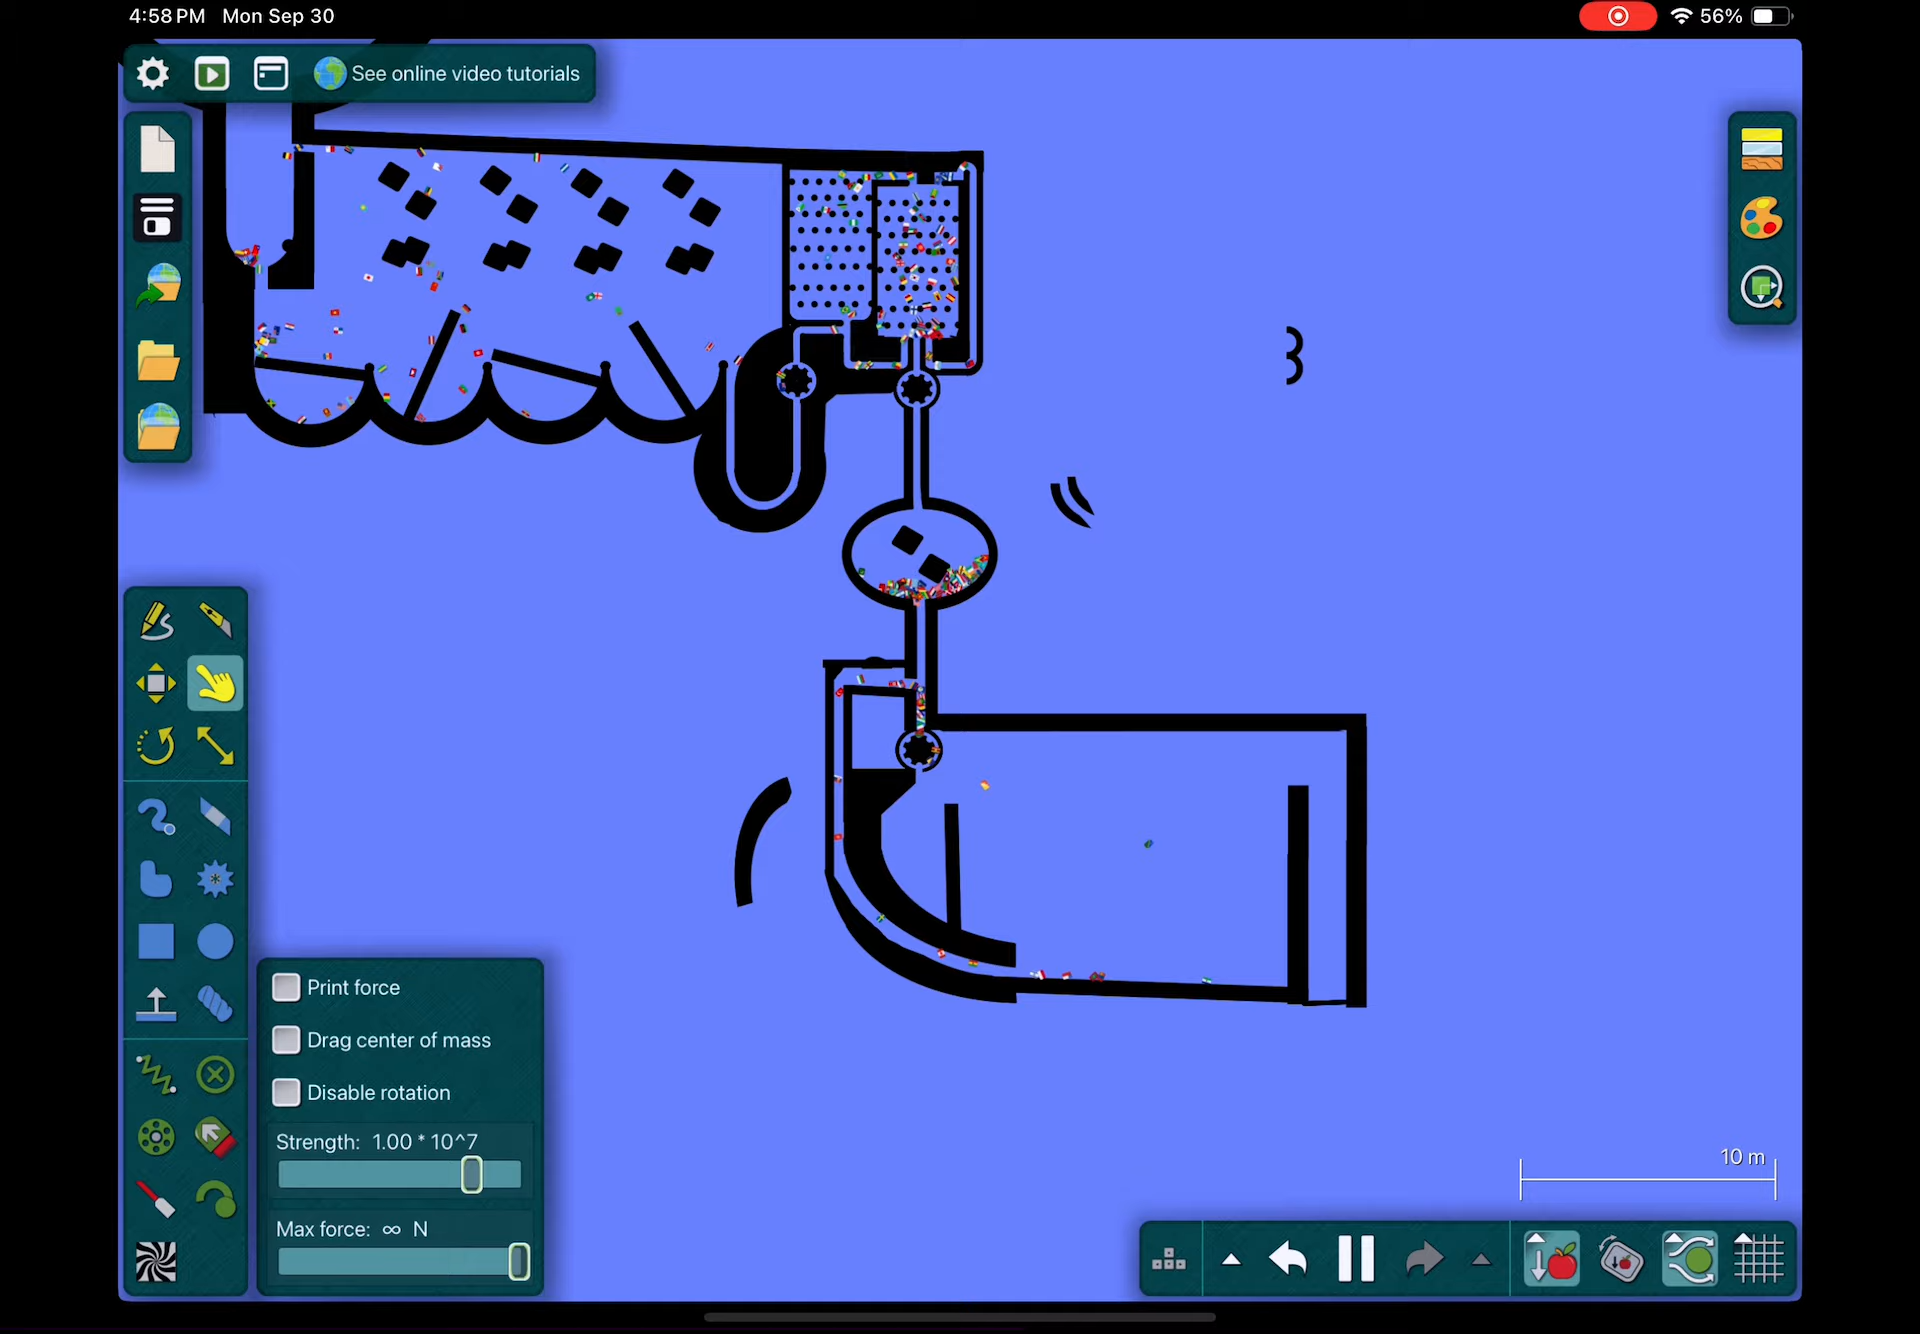 4:58 PM Mon Sep 30
56%
See online video tutorials
Print force
Drag center of mass
Disable rotation
Strength: 1.00 * 10^7
Max force: ∞ N
10 m